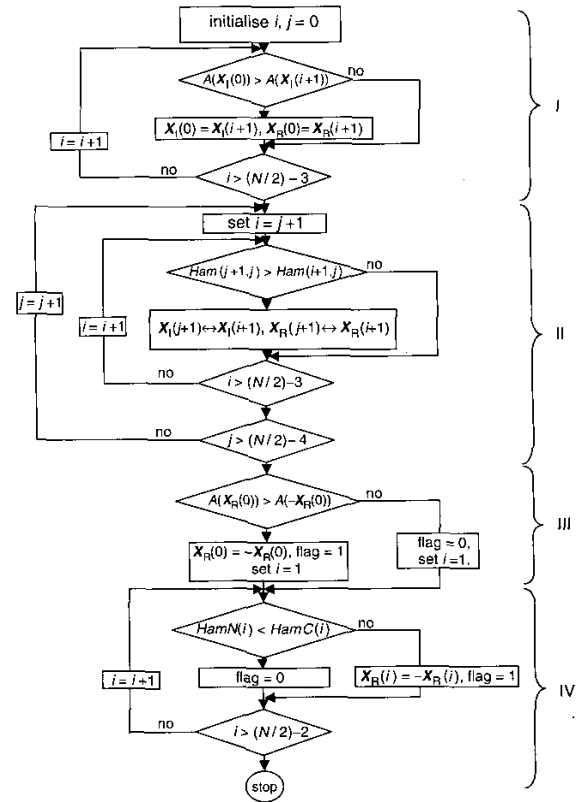 initialise i, j = 0
A(X_I(0)) > A(X_I(i+1))
no
I
X_I(0) = X_I(i+1), X_R(0) = X_R(i+1)
i = i+1
no
i > (N/2) – 3
set i = j+1
Ham(j+1,j) > Ham(i+1,j)
no
j = j+1
i = i+1
X_I(j+1)↔X_I(i+1), X_R(j+1)↔ X_R(i+1)
II
no
i > (N/2)–3
no
j > (N/2)–4
A(X_R(0)) > A(–X_R(0))
no
III
X_R(0) = –X_R(0), flag = 1
set i = 1
flag = 0,
set i =1.
HamN(i) < HamC(i)
no
i = i+1
flag = 0
X_R(i) = –X_R(i), flag = 1
IV
no
i > (N/2)–2
stop